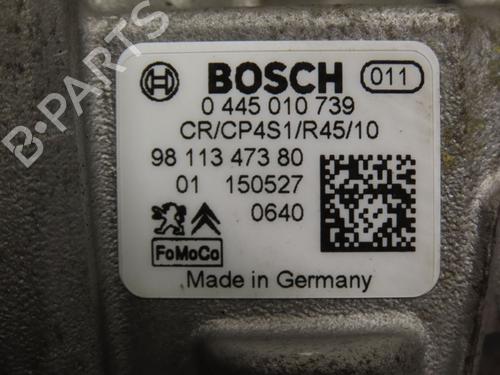 BOSCH 011
0 445 010 739
CR/CP4S1/R45/10
98 113 473 80
01 150527
0640
FoMoCo
Made in Germany
B-PARTS